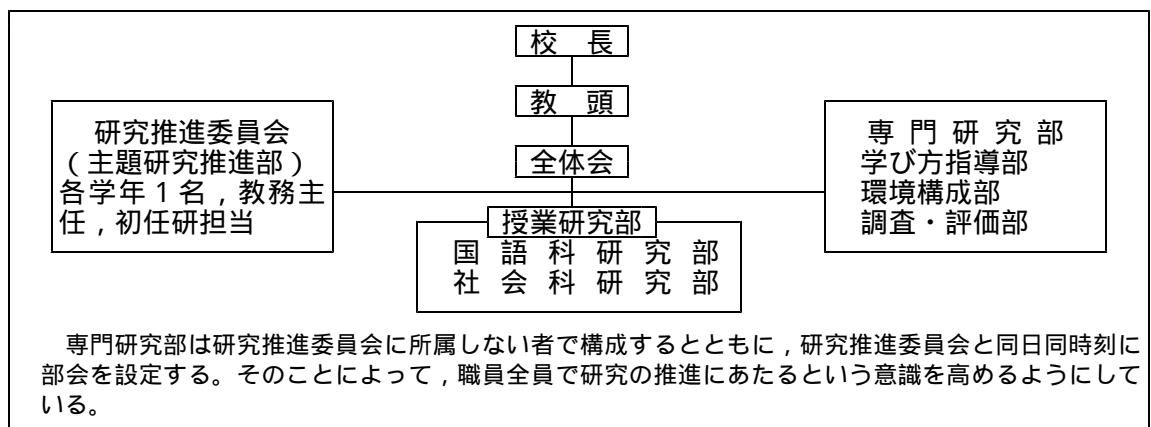 校　長
教　頭
全体会
研究推進委員会
（主題研究推進部）
各学年１名，教務主
任，初任研担当
専 門 研 究 部
学び方指導部
環境構成部
調査・評価部
授業研究部
国 語 科 研 究 部
社 会 科 研 究 部
専門研究部は研究推進委員会に所属しない者で構成するとともに，研究推進委員会と同日同時刻に
部会を設定する。そのことによって，職員全員で研究の推進にあたるという意識を高めるようにして
いる。